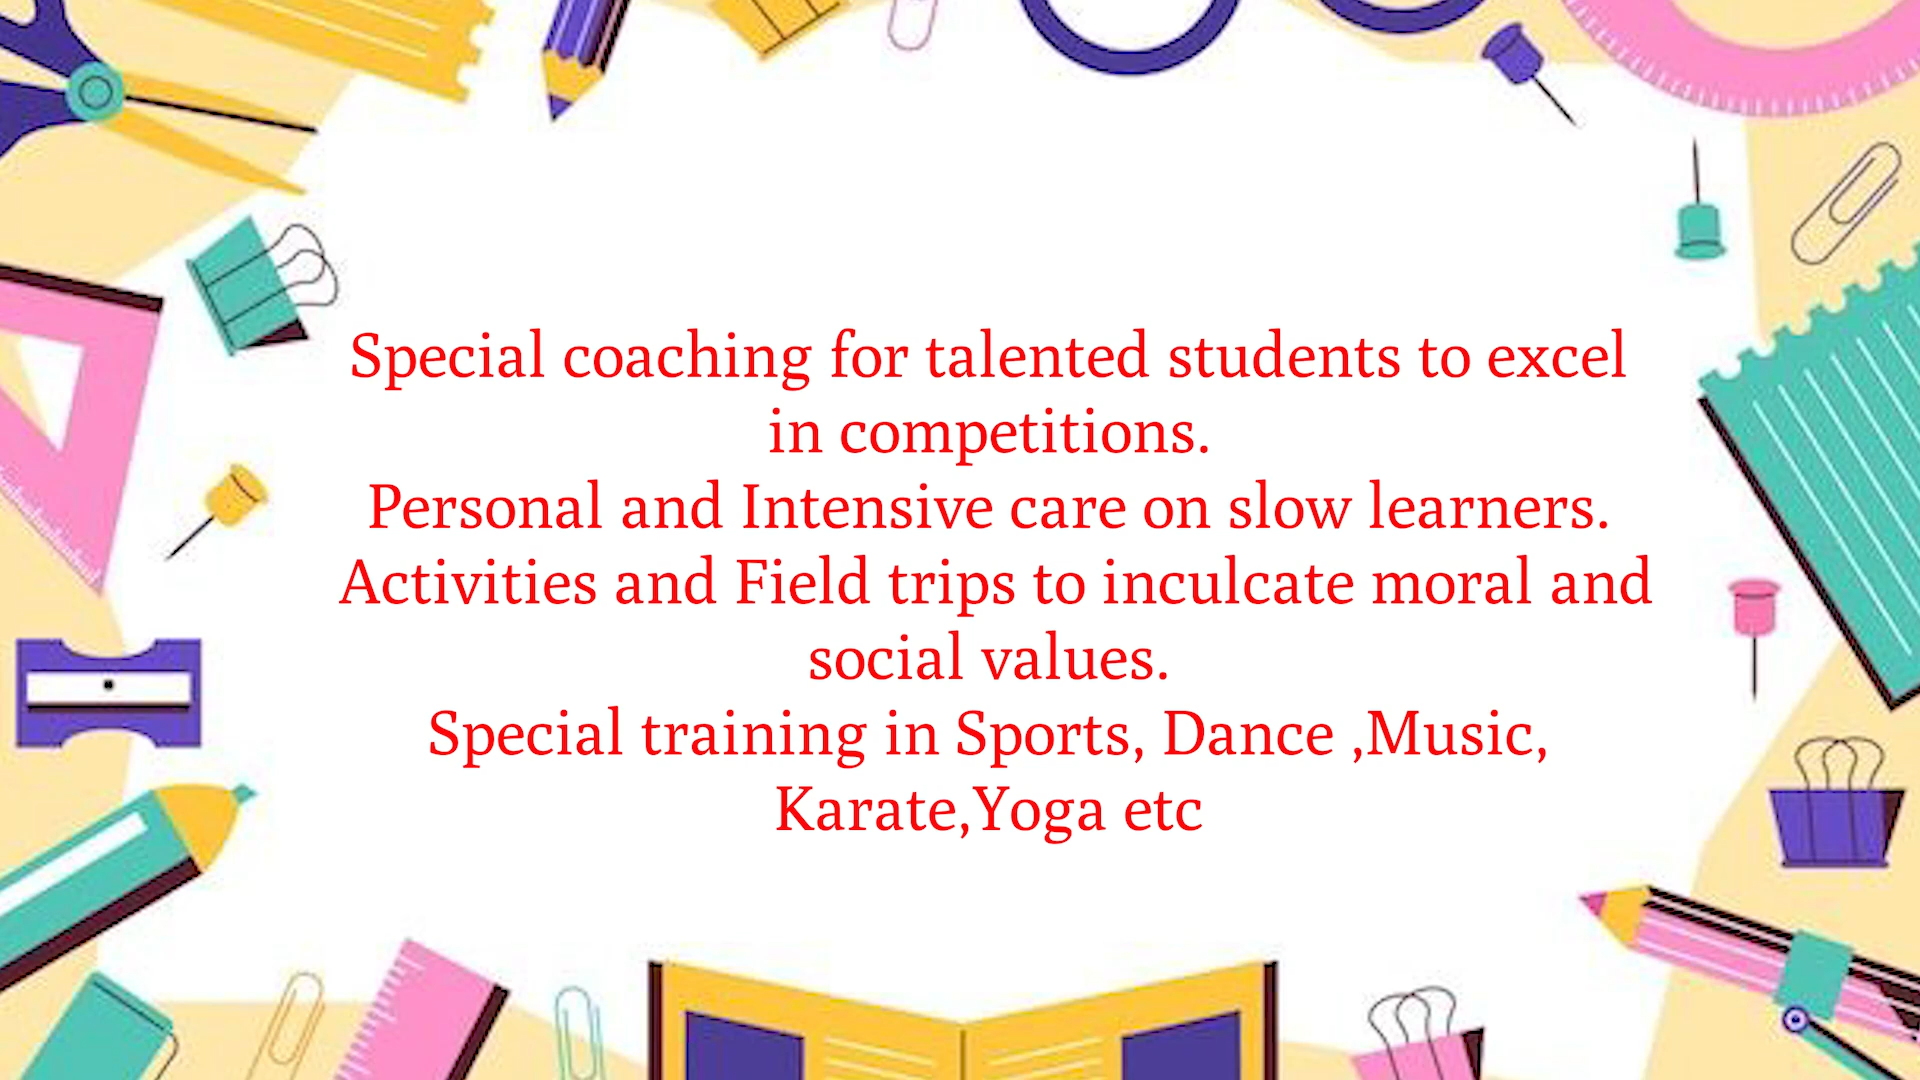 Special coaching for talented students to excel
in competitions.
Personal and Intensive care on slow learners.
Activities and Field trips to inculcate moral and
social values.
Special training in Sports, Dance ,Music,
Karate,Yoga etc